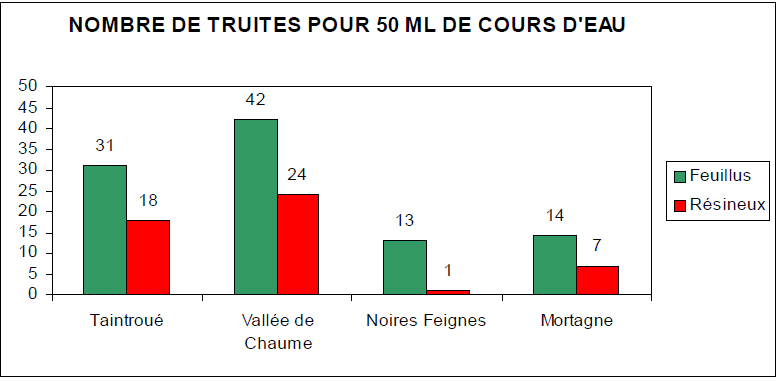 NOMBRE DE TRUITES POUR 50 ML DE COURS D'EAU
50
45
40
35
30
25
20
15
10
5
0
31
18
42
24
13
1
14
7
Taintroué
Vallée de
Chaume
Noires Feignes
Mortagne
Feuillus
Résineux